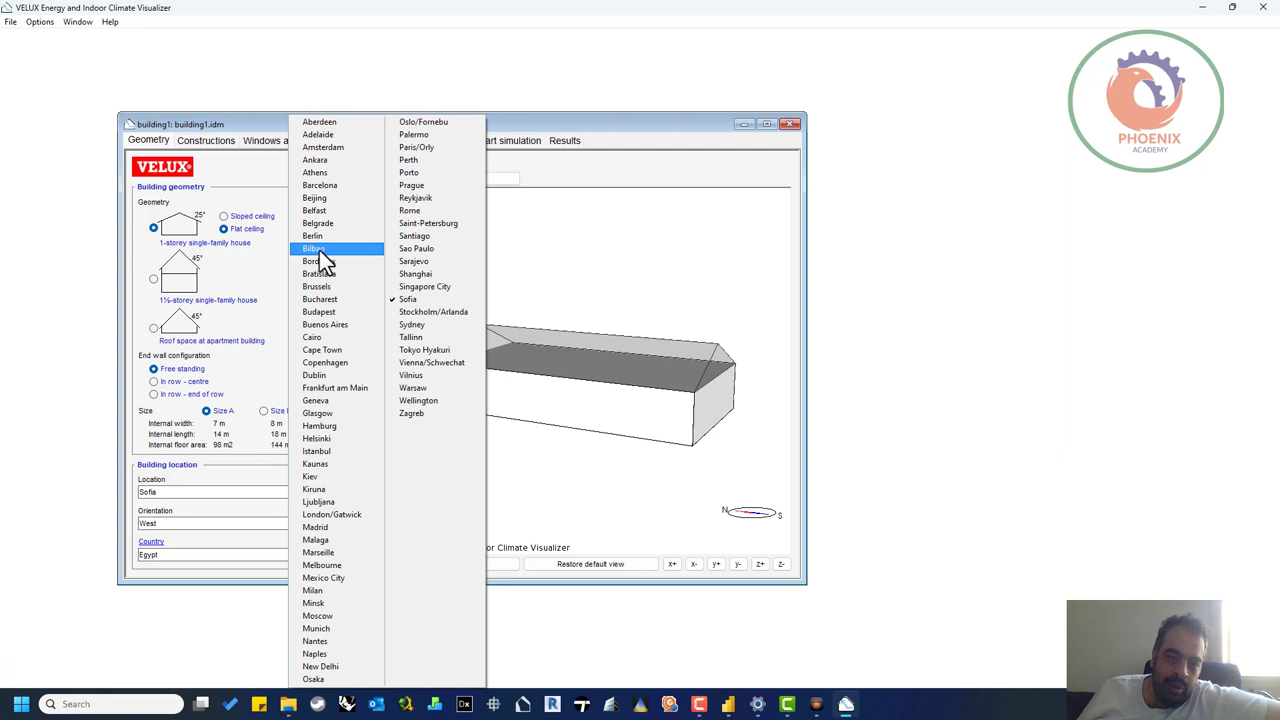 VELUX Energy and Indoor Climate Visualizer
File Options Window Help
PHOENIX
ACADEMY
building1: building1.idm
Geometry Constructions Windows a
art simulation Results
VELUX
Building geometry
Geometry
25°
Sloped ceiling
Flat ceiling
1-storey single-family house
45°
1½-storey single-family house
45°
Roof space at apartment building
End wall configuration
Free standing
In row - centre
In row - end of row
Size Size A Size
Internal width: 7 m 8 m
Internal length: 14 m 18 m
Internal floor area: 98 m2 144 m
Building location
Location
Sofia
Orientation
West
Country
Egypt
Aberdeen
Adelaide
Amsterdam
Ankara
Athens
Barcelona
Beijing
Belfast
Belgrade
Berlin
Bilbao
Bratislava
Brussels
Bucharest
Budapest
Buenos Aires
Cairo
Cape Town
Copenhagen
Dublin
Frankfurt am Main
Geneva
Glasgow
Hamburg
Helsinki
Istanbul
Kaunas
Kiev
Kiruna
Ljubljana
London/Gatwick
Madrid
Malaga
Marseille
Melbourne
Mexico City
Milan
Minsk
Moscow
Munich
Nantes
Naples
New Delhi
Osaka
Oslo/Fornebu
Palermo
Paris/Orly
Perth
Porto
Prague
Reykjavik
Rome
Saint-Petersburg
Santiago
Sao Paulo
Sarajevo
Shanghai
Singapore City
Sofia
Stockholm/Arlanda
Sydney
Tallinn
Tokyo Hyakuri
Vienna/Schwechat
Vilnius
Warsaw
Wellington
Zagreb
N S
or Climate Visualizer
Restore default view x+ x- y+ y- z+ z-
Search